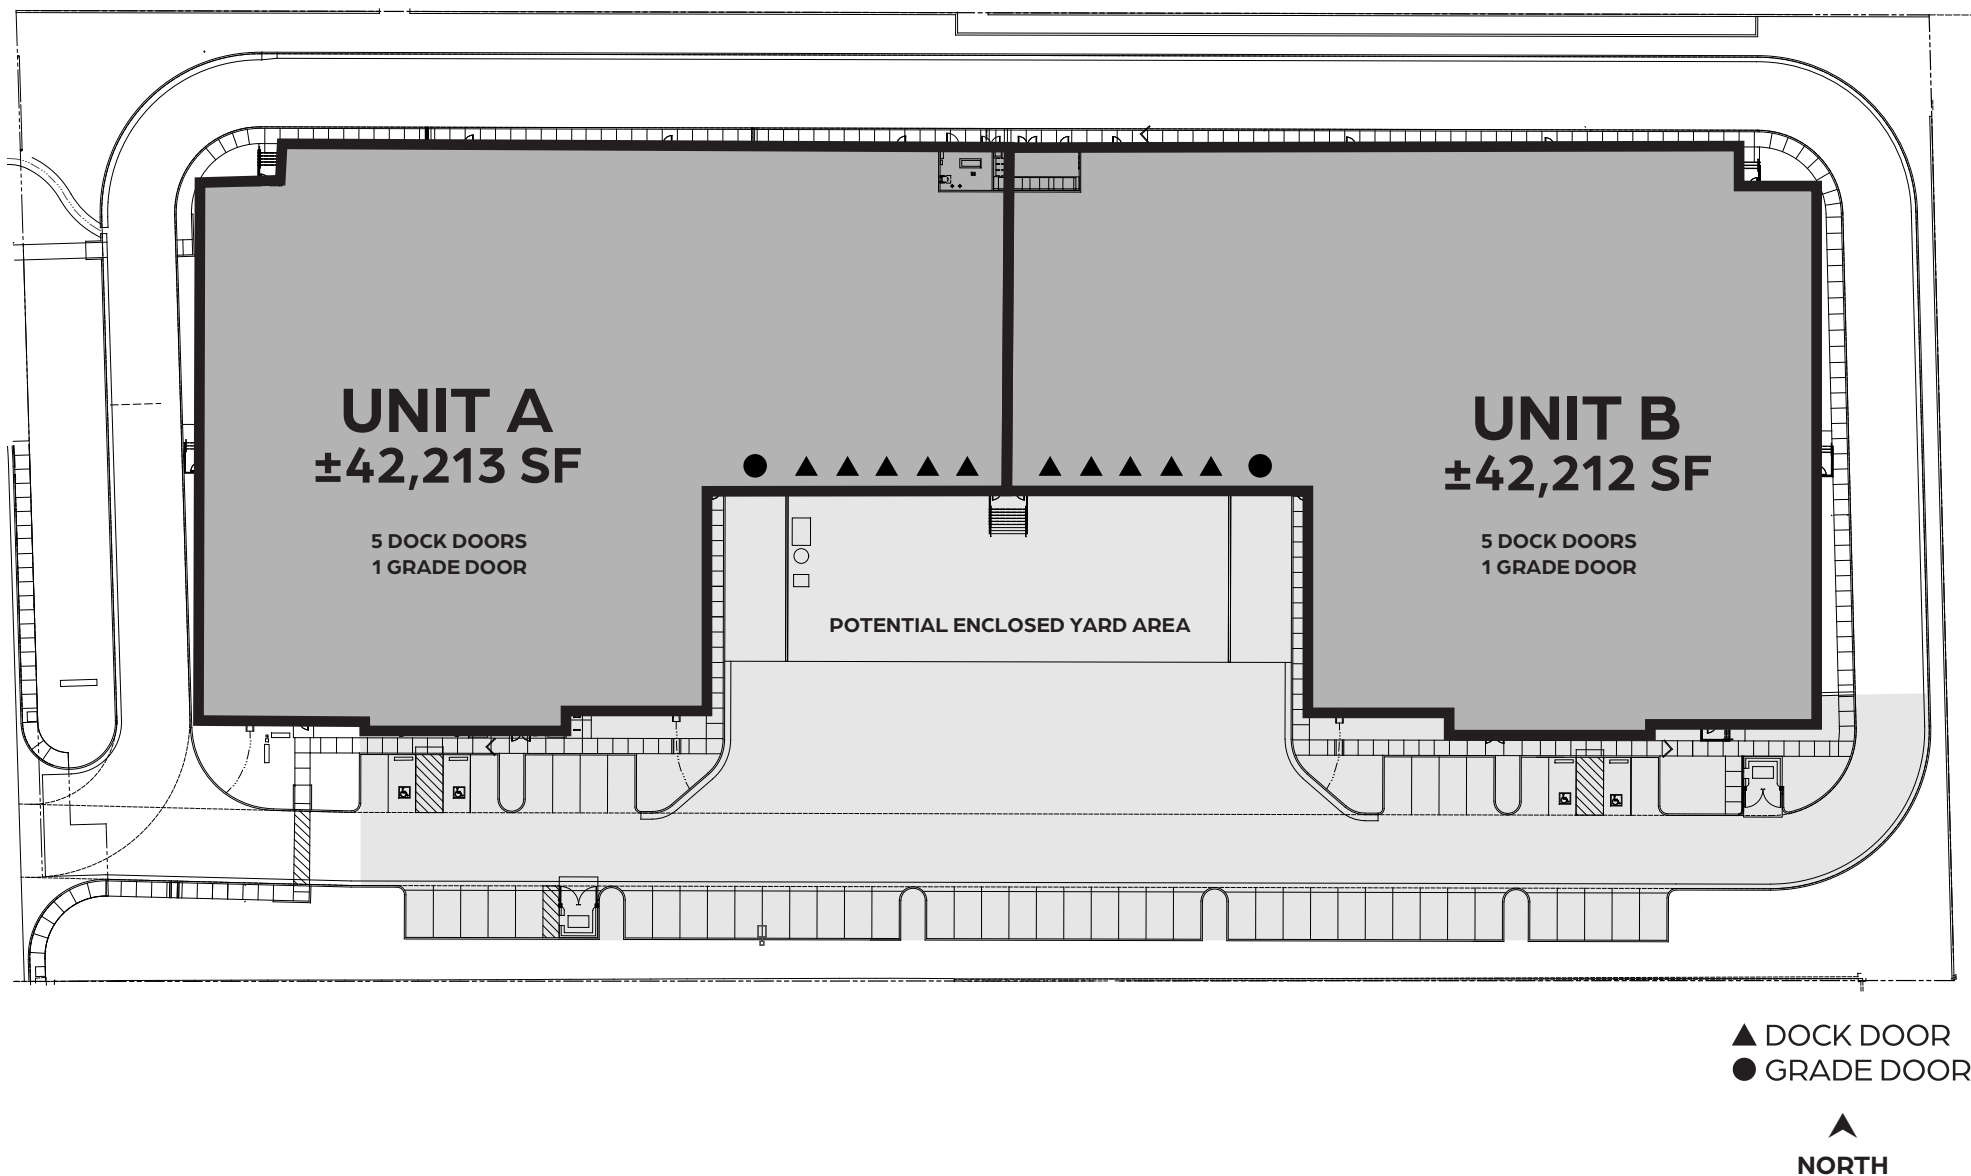 UNIT A
±42,213 SF
5 DOCK DOORS
1 GRADE DOOR
UNIT B
±42,212 SF
5 DOCK DOORS
1 GRADE DOOR
POTENTIAL ENCLOSED YARD AREA
DOCK DOOR
GRADE DOOR
NORTH